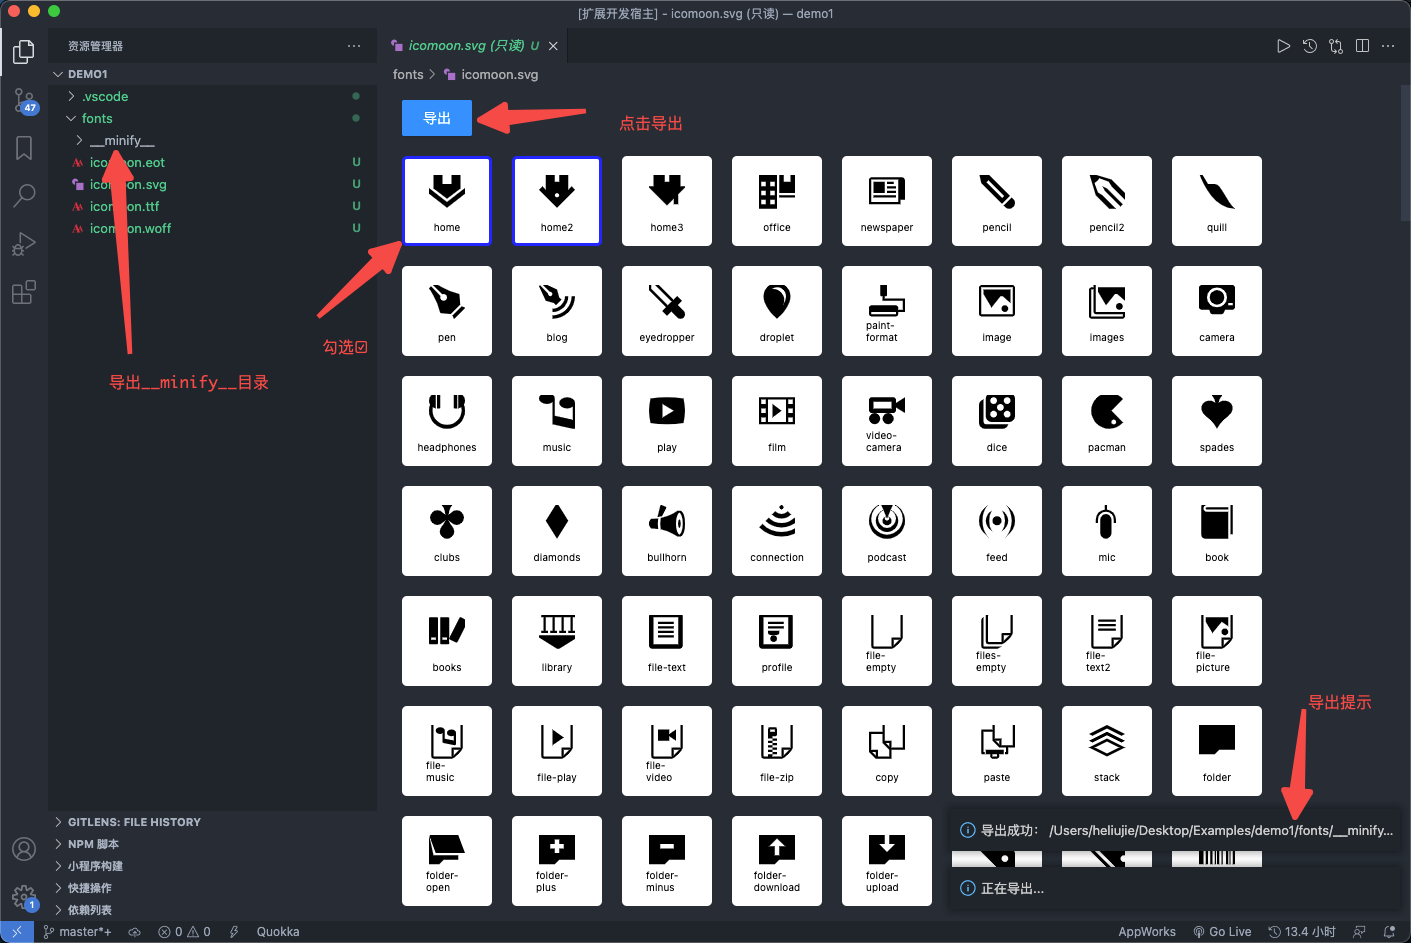 [扩展开发宿主] - icomoon.svg (只读) — demo1
资源管理器
icomoon.svg (只读) U
DEMO1
fonts > icomoon.svg
.vscode
fonts
__minify__
icomoon.eot U
icomoon.svg U
icomoon.ttf U
icomoon.woff U
47
导出
点击导出
勾选☑
导出__minify__目录
home home2 home3 office newspaper pencil pencil2 quill
pen blog eyedropper droplet paint-format image images camera
headphones music play film video-camera dice pacman spades
clubs diamonds bullhorn connection podcast feed mic book
books library file-text profile file-empty files-empty file-text2 file-picture
file-music file-play file-video file-zip copy paste stack folder
folder-open folder-plus folder-minus folder-download folder-upload
导出提示
导出成功： /Users/heliujie/Desktop/Examples/demo1/fonts/__minify...
正在导出...
GITLENS: FILE HISTORY
NPM 脚本
小程序构建
快捷操作
依赖列表
1
master*+ 0 0 Quokka AppWorks Go Live 13.4 小时